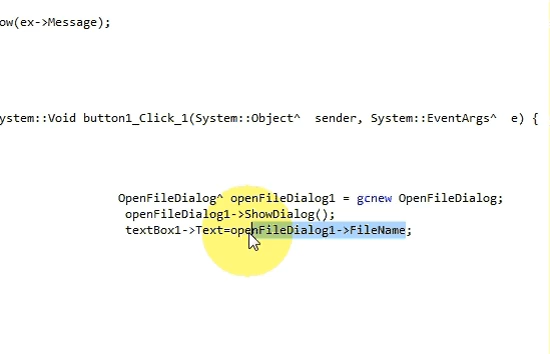 ow(ex->Message);
ystem::Void button1_Click_1(System::Object^  sender, System::EventArgs^  e) {
OpenFileDialog^ openFileDialog1 = gcnew OpenFileDialog;
openFileDialog1->ShowDialog();
textBox1->Text=openFileDialog1->FileName;